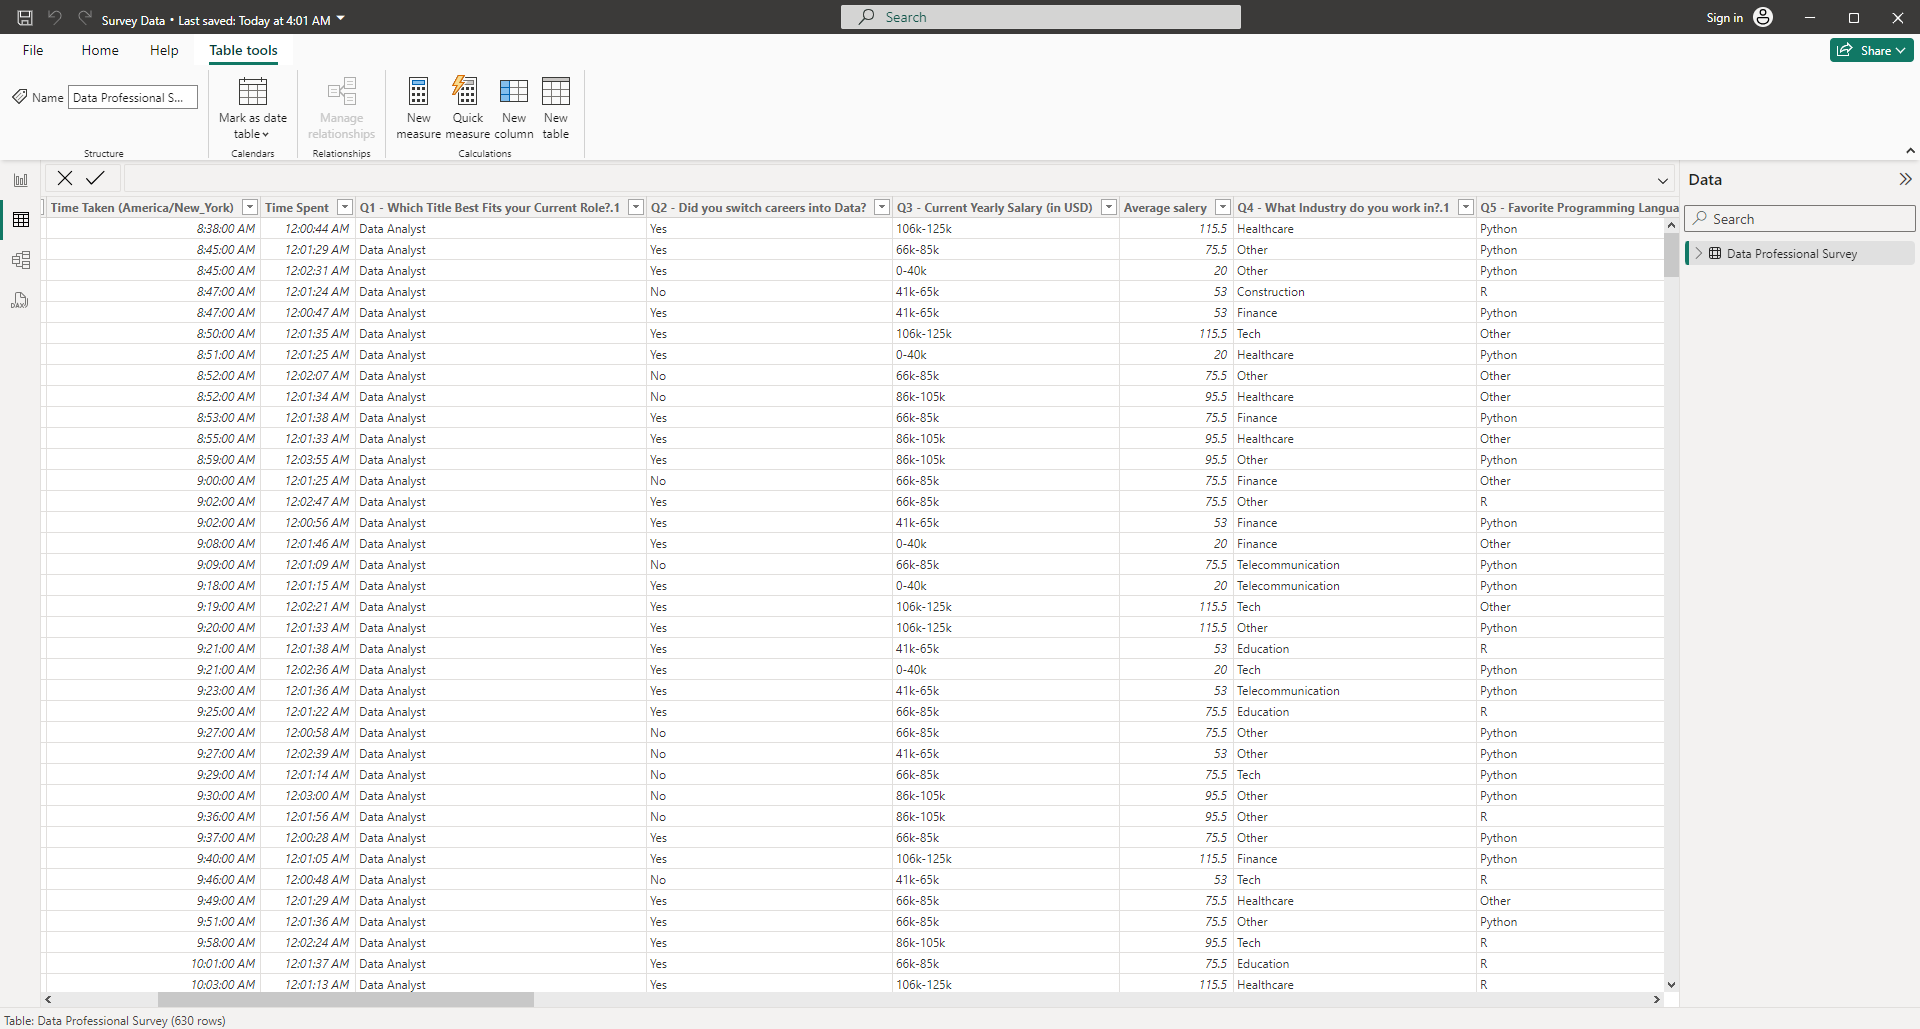 Survey Data • Last saved: Today at 4:01 AM
Search
Sign in
File Home Help Table tools
Share
Name Data Professional S...
Mark as date table
Manage relationships
New measure
Quick measure
New column
New table
Structure Calendars Relationships Calculations
Data
Search
Data Professional Survey
Time Taken (America/New_York) Time Spent Q1 - Which Title Best Fits your Current Role?.1 Q2 - Did you switch careers into Data? Q3 - Current Yearly Salary (in USD) Average salery Q4 - What Industry do you work in?.1 Q5 - Favorite Programming Langua
8:38:00 AM 12:00:44 AM Data Analyst Yes 106k-125k 115.5 Healthcare Python
8:45:00 AM 12:01:29 AM Data Analyst Yes 66k-85k 75.5 Other Python
8:45:00 AM 12:02:31 AM Data Analyst Yes 0-40k 20 Other Python
8:47:00 AM 12:01:24 AM Data Analyst No 41k-65k 53 Construction R
8:47:00 AM 12:00:47 AM Data Analyst Yes 41k-65k 53 Finance Python
8:50:00 AM 12:01:35 AM Data Analyst Yes 106k-125k 115.5 Tech Other
8:51:00 AM 12:01:25 AM Data Analyst Yes 0-40k 20 Healthcare Python
8:52:00 AM 12:02:07 AM Data Analyst No 66k-85k 75.5 Other Other
8:52:00 AM 12:01:34 AM Data Analyst No 86k-105k 95.5 Healthcare Other
8:53:00 AM 12:01:38 AM Data Analyst Yes 66k-85k 75.5 Finance Python
8:55:00 AM 12:01:33 AM Data Analyst Yes 86k-105k 95.5 Healthcare Other
8:59:00 AM 12:03:55 AM Data Analyst Yes 86k-105k 95.5 Other Python
9:00:00 AM 12:01:25 AM Data Analyst No 66k-85k 75.5 Finance Other
9:02:00 AM 12:02:47 AM Data Analyst Yes 66k-85k 75.5 Other R
9:02:00 AM 12:00:56 AM Data Analyst Yes 41k-65k 53 Finance Python
9:08:00 AM 12:01:46 AM Data Analyst Yes 0-40k 20 Finance Other
9:09:00 AM 12:01:09 AM Data Analyst No 66k-85k 75.5 Telecommunication Python
9:18:00 AM 12:01:15 AM Data Analyst Yes 0-40k 20 Telecommunication Python
9:19:00 AM 12:02:21 AM Data Analyst Yes 106k-125k 115.5 Tech Other
9:20:00 AM 12:01:33 AM Data Analyst Yes 106k-125k 115.5 Other Python
9:21:00 AM 12:01:38 AM Data Analyst Yes 41k-65k 53 Education R
9:21:00 AM 12:02:36 AM Data Analyst Yes 0-40k 20 Tech Python
9:23:00 AM 12:01:36 AM Data Analyst Yes 41k-65k 53 Telecommunication Python
9:25:00 AM 12:01:22 AM Data Analyst Yes 66k-85k 75.5 Education R
9:27:00 AM 12:00:58 AM Data Analyst No 66k-85k 75.5 Other Python
9:27:00 AM 12:02:39 AM Data Analyst No 41k-65k 53 Other Python
9:29:00 AM 12:01:14 AM Data Analyst No 66k-85k 75.5 Tech Python
9:30:00 AM 12:03:00 AM Data Analyst No 86k-105k 95.5 Other Python
9:36:00 AM 12:01:56 AM Data Analyst No 86k-105k 95.5 Other R
9:37:00 AM 12:00:28 AM Data Analyst Yes 66k-85k 75.5 Other Python
9:40:00 AM 12:01:05 AM Data Analyst Yes 106k-125k 115.5 Finance Python
9:46:00 AM 12:00:48 AM Data Analyst No 41k-65k 53 Tech R
9:49:00 AM 12:01:29 AM Data Analyst Yes 66k-85k 75.5 Healthcare Other
9:51:00 AM 12:01:36 AM Data Analyst Yes 66k-85k 75.5 Other Python
9:58:00 AM 12:02:24 AM Data Analyst Yes 86k-105k 95.5 Tech R
10:01:00 AM 12:01:37 AM Data Analyst Yes 66k-85k 75.5 Education R
10:03:00 AM 12:01:13 AM Data Analyst Yes 106k-125k 115.5 Healthcare R
DAX
Table: Data Professional Survey (630 rows)